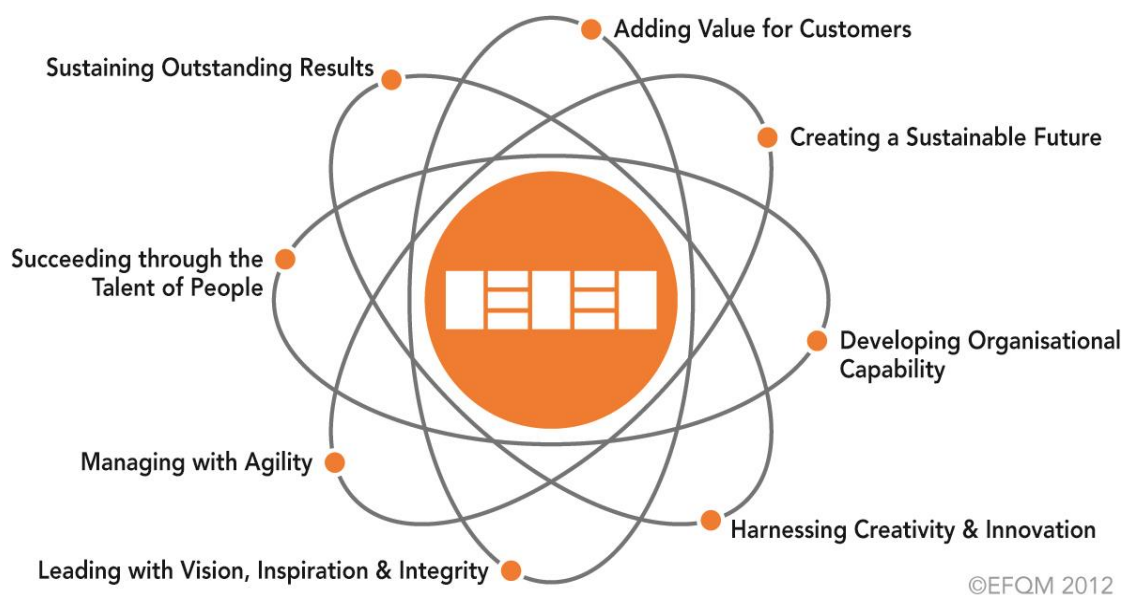 Adding Value for Customers
Sustaining Outstanding Results
Creating a Sustainable Future
Succeeding through the
Talent of People
Developing Organisational
Capability
Managing with Agility
Harnessing Creativity & Innovation
Leading with Vision, Inspiration & Integrity
©EFQM 2012